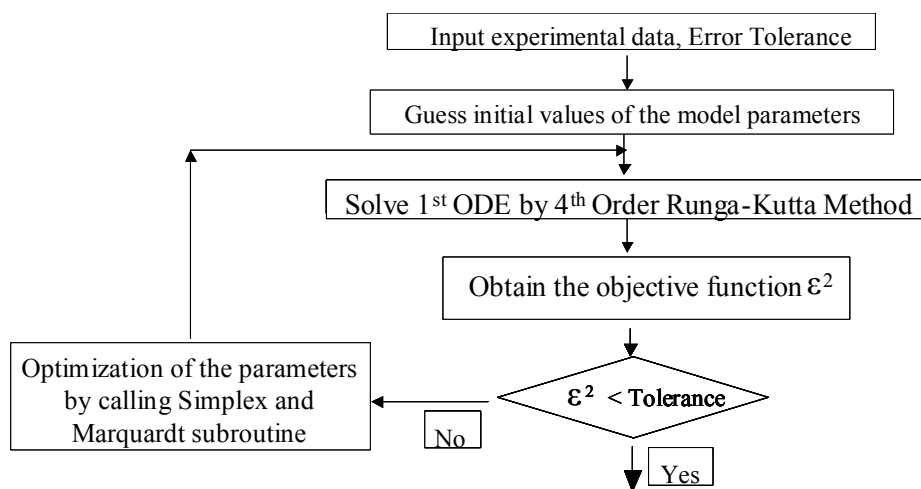 Input experimental data, Error Tolerance
Guess initial values of the model parameters
Solve 1st ODE by 4th Order Runga-Kutta Method
Obtain the objective function ε²
Optimization of the parameters
by calling Simplex and
Marquardt subroutine
ε² < Tolerance
No
Yes